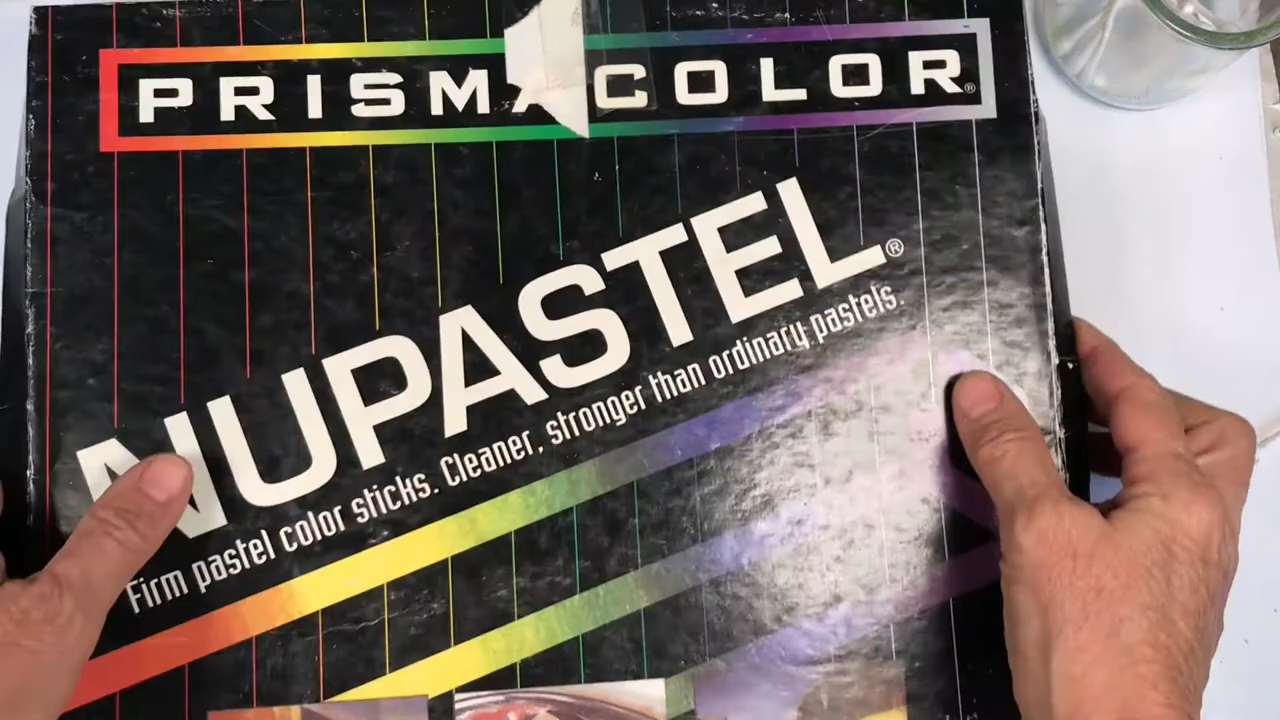 PRISMACOLOR®
NUPASTEL®
Firm pastel color sticks. Cleaner, stronger than ordinary pastels.